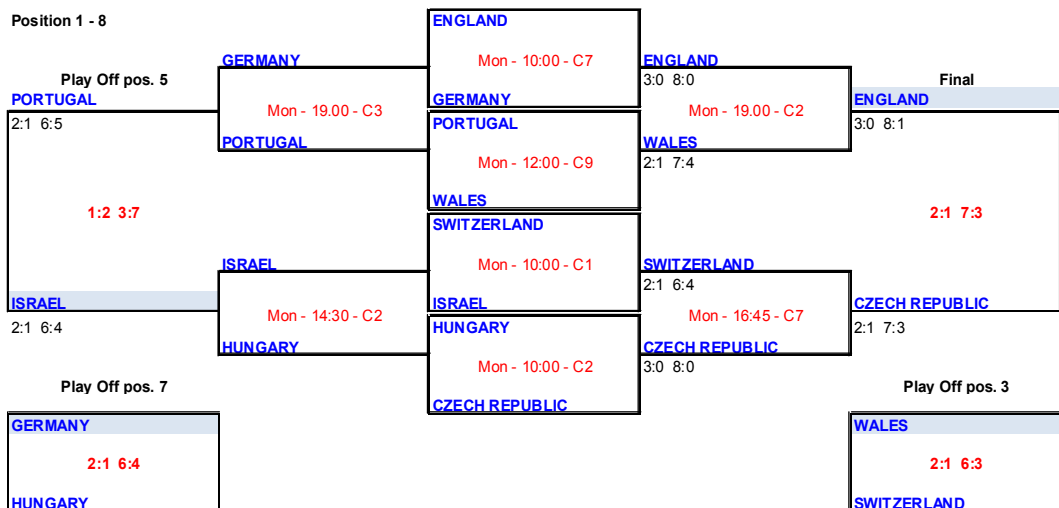 Position 1 - 8
ENGLAND
GERMANY
Mon - 10:00 - C7
ENGLAND
Play Off pos. 5
3:0 8:0
Final
PORTUGAL
GERMANY
ENGLAND
2:1 6:5
Mon - 19.00 - C3
PORTUGAL
Mon - 19.00 - C2
3:0 8:1
PORTUGAL
WALES
Mon - 12:00 - C9
2:1 7:4
WALES
1:2 3:7
2:1 7:3
SWITZERLAND
ISRAEL
Mon - 10:00 - C1
SWITZERLAND
2:1 6:4
ISRAEL
ISRAEL
CZECH REPUBLIC
2:1 6:4
Mon - 14:30 - C2
HUNGARY
Mon - 16:45 - C7
2:1 7:3
HUNGARY
CZECH REPUBLIC
Mon - 10:00 - C2
3:0 8:0
Play Off pos. 7
Play Off pos. 3
CZECH REPUBLIC
GERMANY
WALES
2:1 6:4
2:1 6:3
HUNGARY
SWITZERLAND